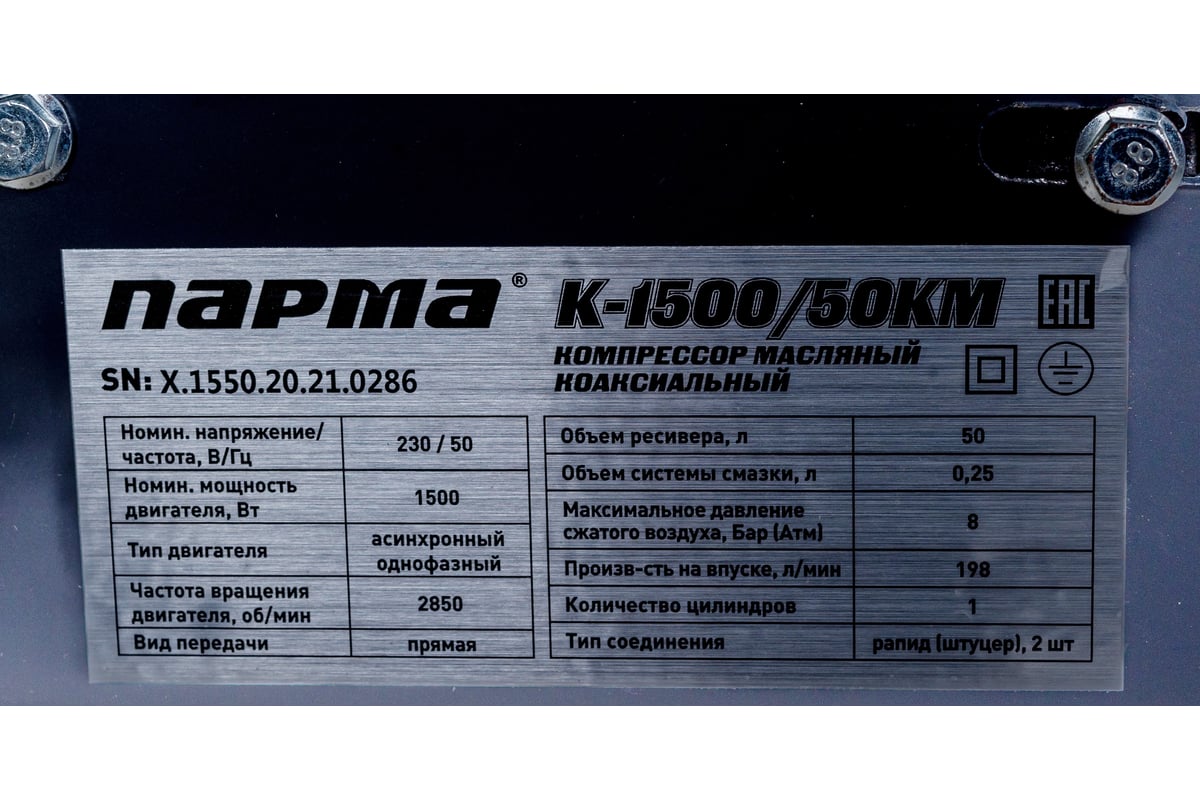 ПАРМА®
К-1500/50КМ
EAC
КОМПРЕССОР МАСЛЯНЫЙ
КОАКСИАЛЬНЫЙ
SN: X.1550.20.21.0286
Номин. напряжение/
частота, В/Гц
230 / 50
Номин. мощность
двигателя, Вт
1500
Тип двигателя
асинхронный
однофазный
Частота вращения
двигателя, об/мин
2850
Вид передачи
прямая
Объем ресивера, л
50
Объем системы смазки, л
0,25
Максимальное давление
сжатого воздуха, Бар (Атм)
8
Произв-сть на впуске, л/мин
198
Количество цилиндров
1
Тип соединения
рапид (штуцер), 2 шт
8.8